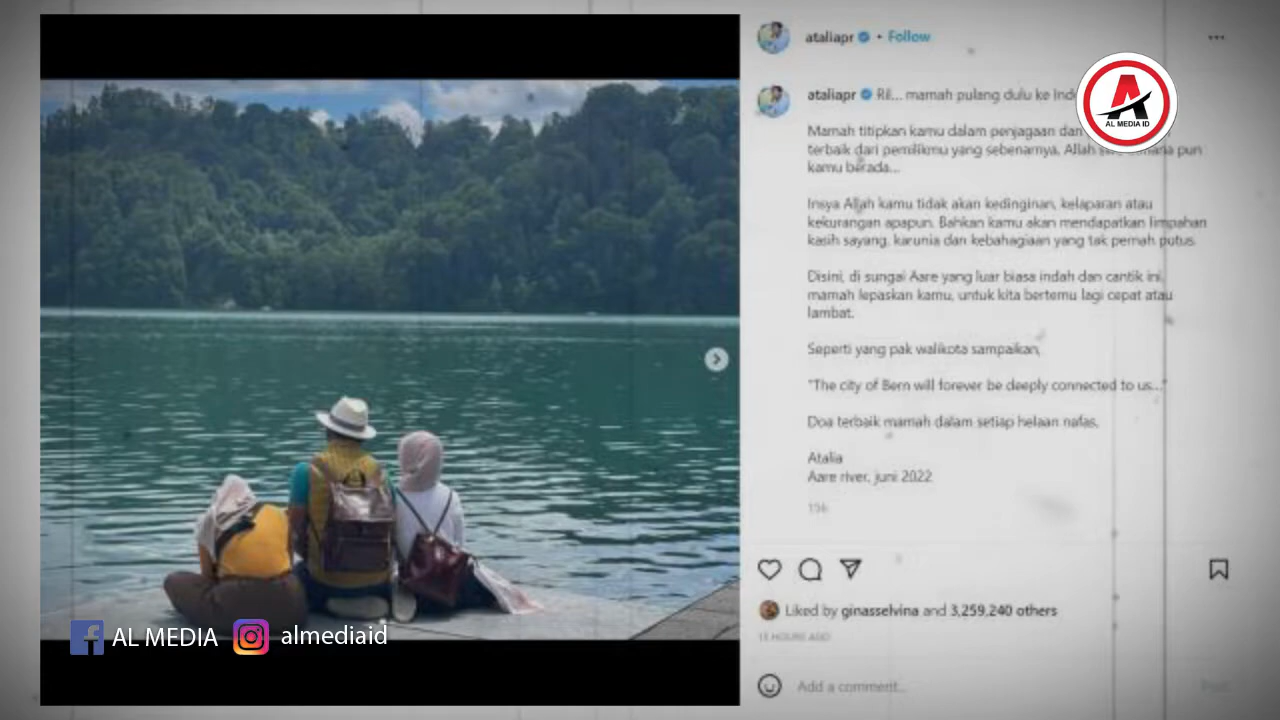 ataliapr • Follow
AL MEDIA ID
ataliapr Ril... mamah pulang dulu ke
Mamah titipkan kamu dalam penjagaan dan
terbaik dari pemilikmu yang sebenarnya. Allah pun
kamu berada...
Insya Allah kamu tidak akan kedinginan, kelaparan atau
kekurangan apapun. Bahkan kamu akan mendapatkan limpahan
kasih sayang, karunia dan kebahagiaan yang tak pernah putus.
Disini, di sungai Aare yang luar biasa indah dan cantik ini,
mamah lepaskan kamu, untuk kita bertemu lagi cepat atau
lambat.
Seperti yang pak walikota sampaikan,
"The city of Bern will forever be deeply connected to us..."
Doa terbaik mamah dalam setiap helaan nafas,
Atalia
Aare river, juni 2022
Liked by ginasselvina and 3,259,240 others
HOURS AGO
Add a comment...
Post
AL MEDIA almediaid